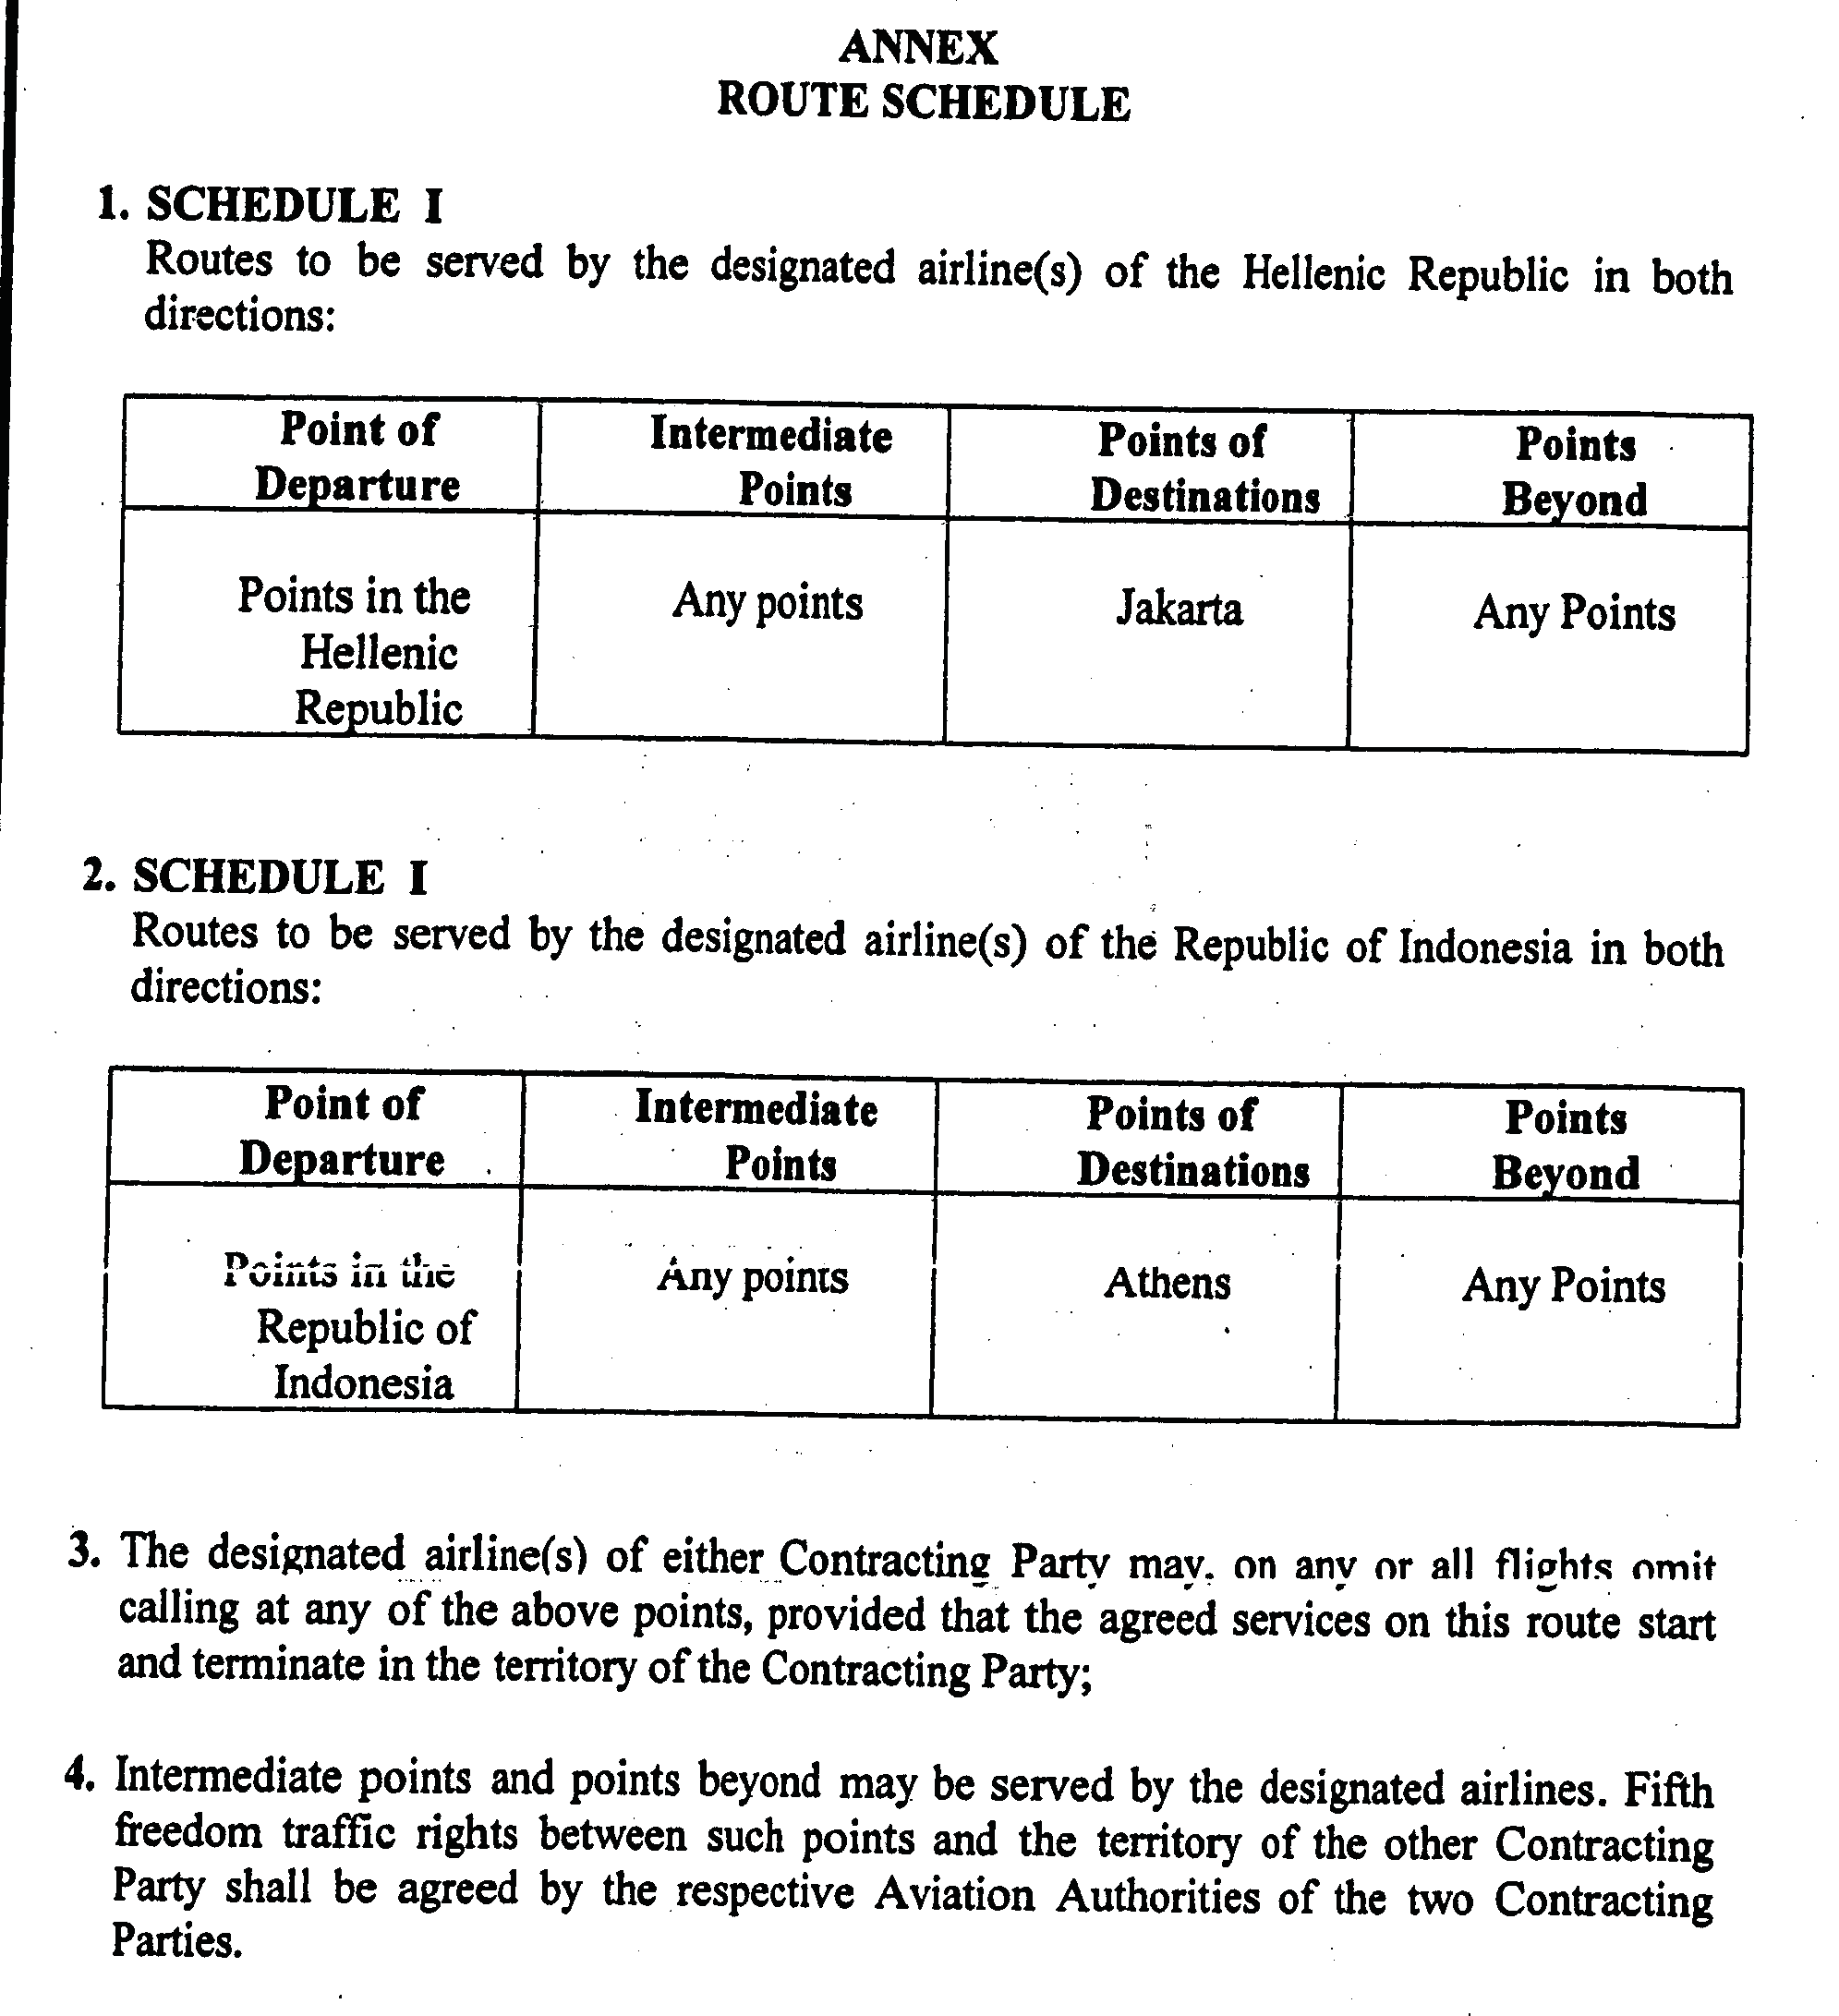 ANNEX
ROUTE SCHEDULE
1. SCHEDULE I
Routes to be served by the designated airline(s) of the Hellenic Republic in both
directions:
Point of Departure Intermediate Points Points of Destinations Points Beyond
Points in the Hellenic Republic Any points Jakarta Any Points
2. SCHEDULE I
Routes to be served by the designated airline(s) of the Republic of Indonesia in both
directions:
Point of Departure Intermediate Points Points of Destinations Points Beyond
Points in the Republic of Indonesia Any points Athens Any Points
3. The designated airline(s) of either Contracting Party may, on any or all flights omit
calling at any of the above points, provided that the agreed services on this route start
and terminate in the territory of the Contracting Party;
4. Intermediate points and points beyond may be served by the designated airlines. Fifth
freedom traffic rights between such points and the territory of the other Contracting
Party shall be agreed by the respective Aviation Authorities of the two Contracting
Parties.